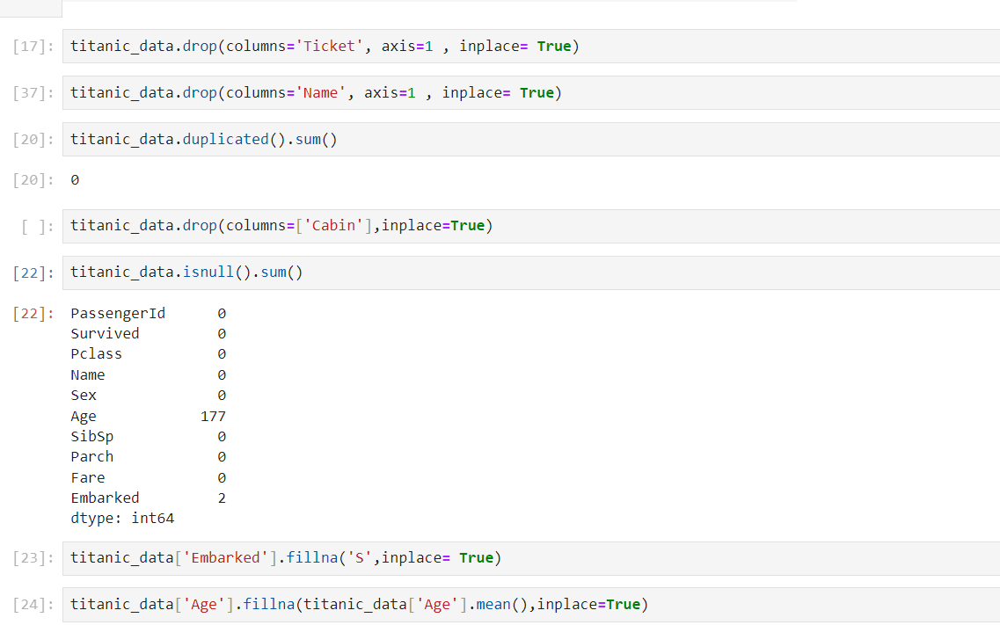 [17]: titanic_data.drop(columns='Ticket', axis=1 , inplace= True)
[37]: titanic_data.drop(columns='Name', axis=1 , inplace= True)
[20]: titanic_data.duplicated().sum()
[20]: 0
[ ]: titanic_data.drop(columns=['Cabin'],inplace=True)
[22]: titanic_data.isnull().sum()
[22]: PassengerId 0
Survived 0
Pclass 0
Name 0
Sex 0
Age 177
SibSp 0
Parch 0
Fare 0
Embarked 2
dtype: int64
[23]: titanic_data['Embarked'].fillna('S',inplace= True)
[24]: titanic_data['Age'].fillna(titanic_data['Age'].mean(),inplace=True)